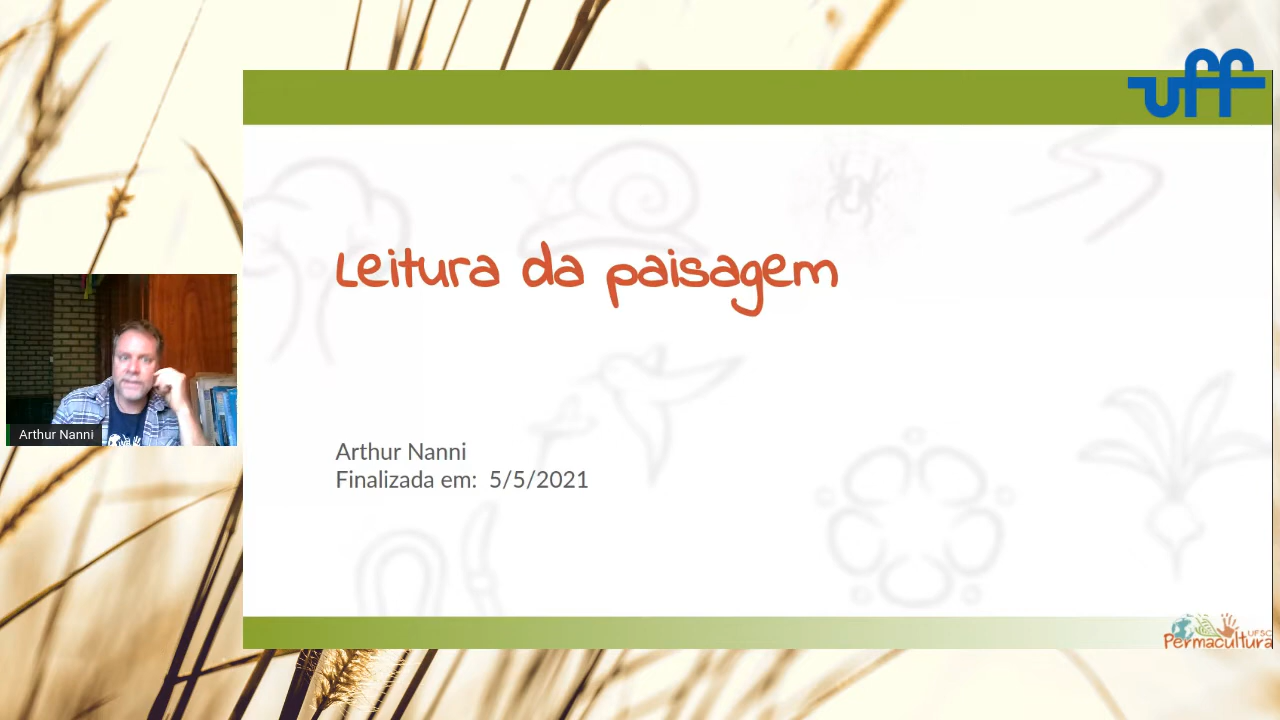 uff
Leitura da paisagem
Arthur Nanni
Arthur Nanni
Finalizada em: 5/5/2021
UFSC
Permacultura